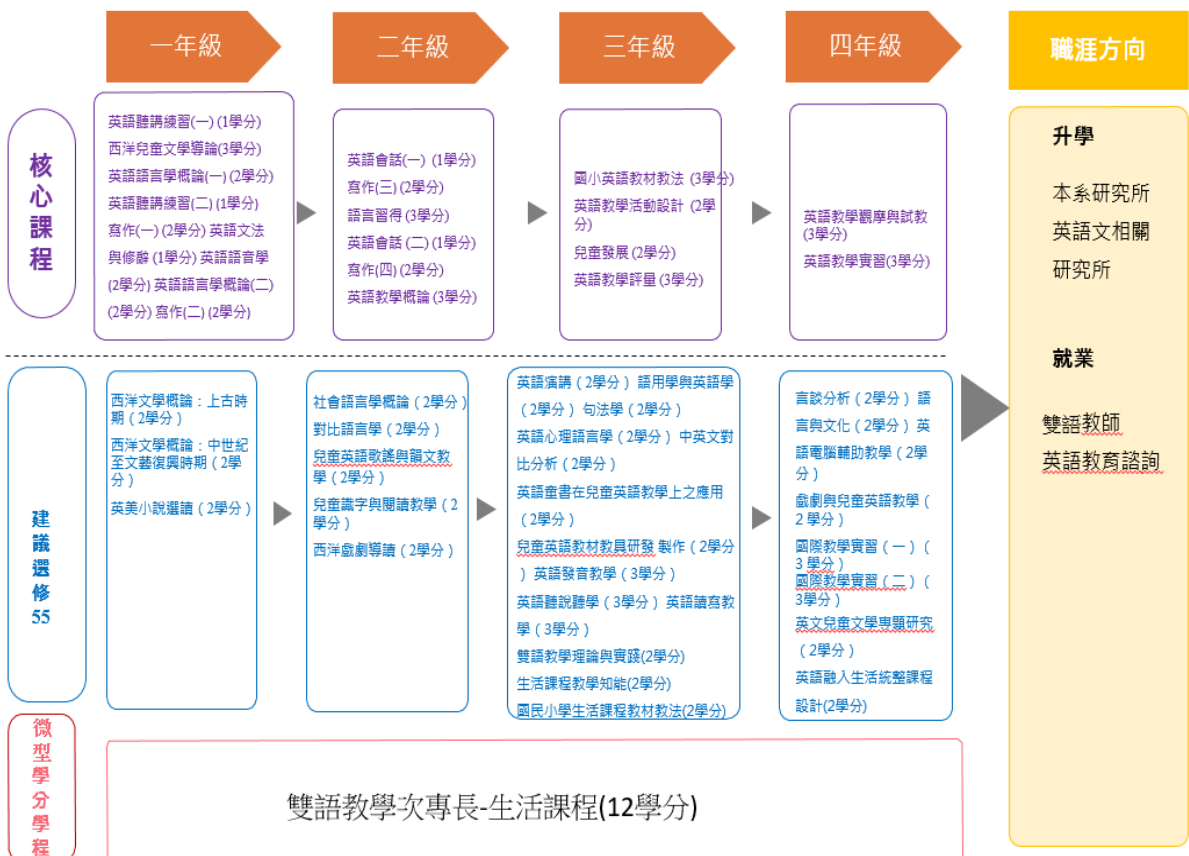 一年級
二年級
三年級
四年級
職涯方向
核心課程
英語聽講練習(一) (1學分)
西洋兒童文學導論(3學分)
英語語言學概論(一) (2學分)
英語聽講練習(二) (1學分)
寫作(一) (2學分) 英語文法
與修辭 (1學分) 英語語音學
(2學分) 英語語言學概論(二)
(2學分) 寫作(二) (2學分)
英語會話(一) (1學分)
寫作(三) (2學分)
語言習得 (3學分)
英語會話 (二) (1學分)
寫作(四) (2學分)
英語教學概論 (3學分)
國小英語教材教法 (3學分)
英語教學活動設計 (2學
分)
兒童發展 (2學分)
英語教學評量 (3學分)
英語教學觀摩與試教
(3學分)
英語教學實習(3學分)
升學
本系研究所
英語文相關
研究所
就業
雙語教師
英語教育諮詢
建議選修
55
西洋文學概論：上古時
期（2學分）
西洋文學概論：中世紀
至文藝復興時期（2學
分）
英美小說選讀（2學分）
社會語言學概論（2學分）
對比語言學（2學分）
兒童英語歌謠與韻文教
學（2學分）
兒童識字與閱讀教學（2
學分）
西洋戲劇導讀（2學分）
英語演講（2學分） 語用學與英語學
（2學分） 句法學（2學分）
英語心理語言學（2學分） 中英文對
比分析（2學分）
英語童書在兒童英語教學上之應用
（2學分）
兒童英語教材教具研發 製作（2學分
） 英語發音教學（3學分）
英語聽說聽學（3學分） 英語讀寫教
學（3學分）
雙語教學理論與實踐(2學分)
生活課程教學知能(2學分)
國民小學生活課程教材教法(2學分)
言談分析（2學分） 語
言與文化（2學分） 英
語電腦輔助教學（2學
分）
戲劇與兒童英語教學（
2 學分）
國際教學實習（一）（
3 學分）
國際教學實習（二）（
3學分）
英文兒童文學專題研究
（2學分）
英語融入生活統整課程
設計(2學分)
微型學分學程
雙語教學次專長-生活課程(12學分)